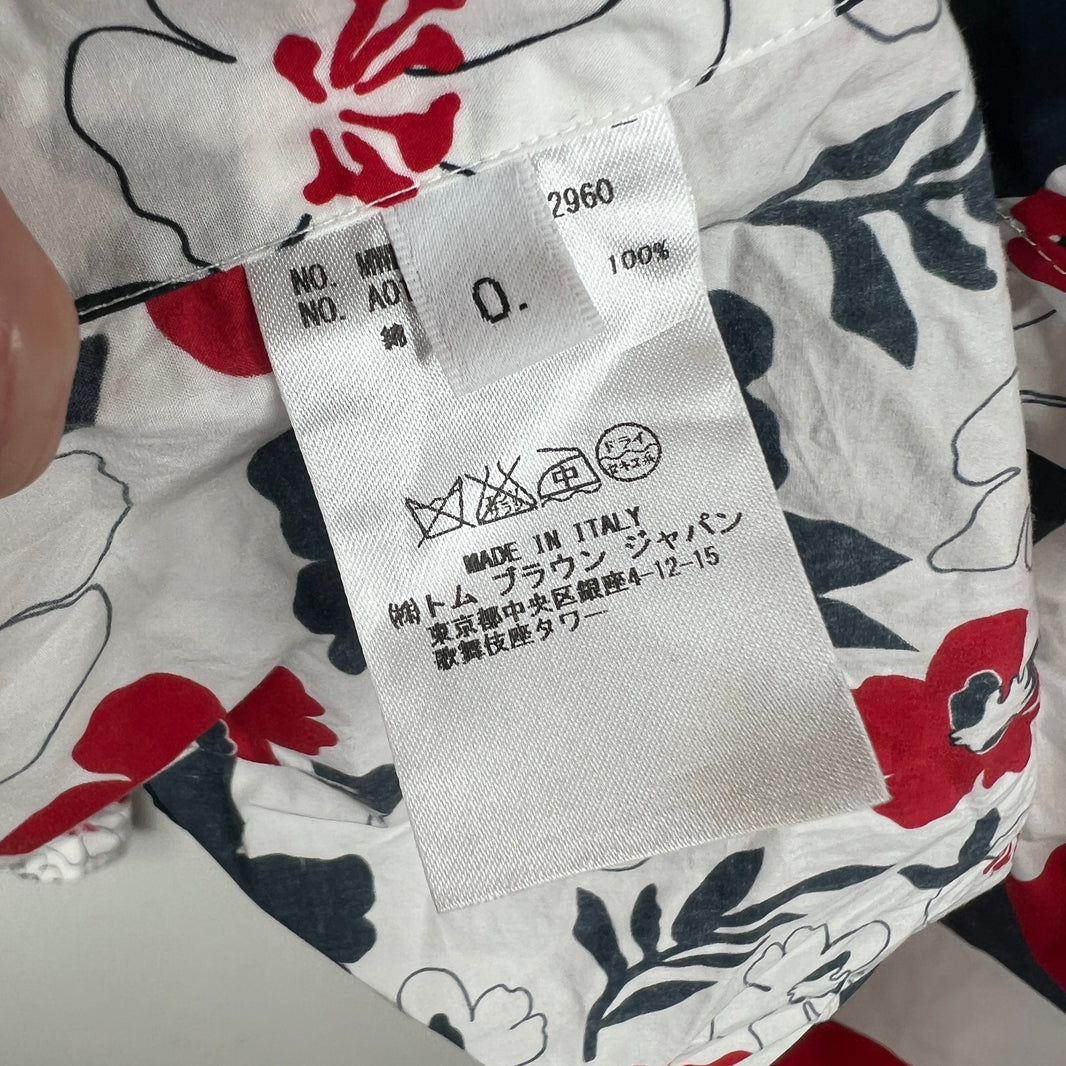 2960
NO. MW
NO. A01
0.
綿 100%
ドライ
セキユ系
中
MADE IN ITALY
㈱トム ブラウン ジャパン
東京都中央区銀座4-12-15
歌舞伎座タワー